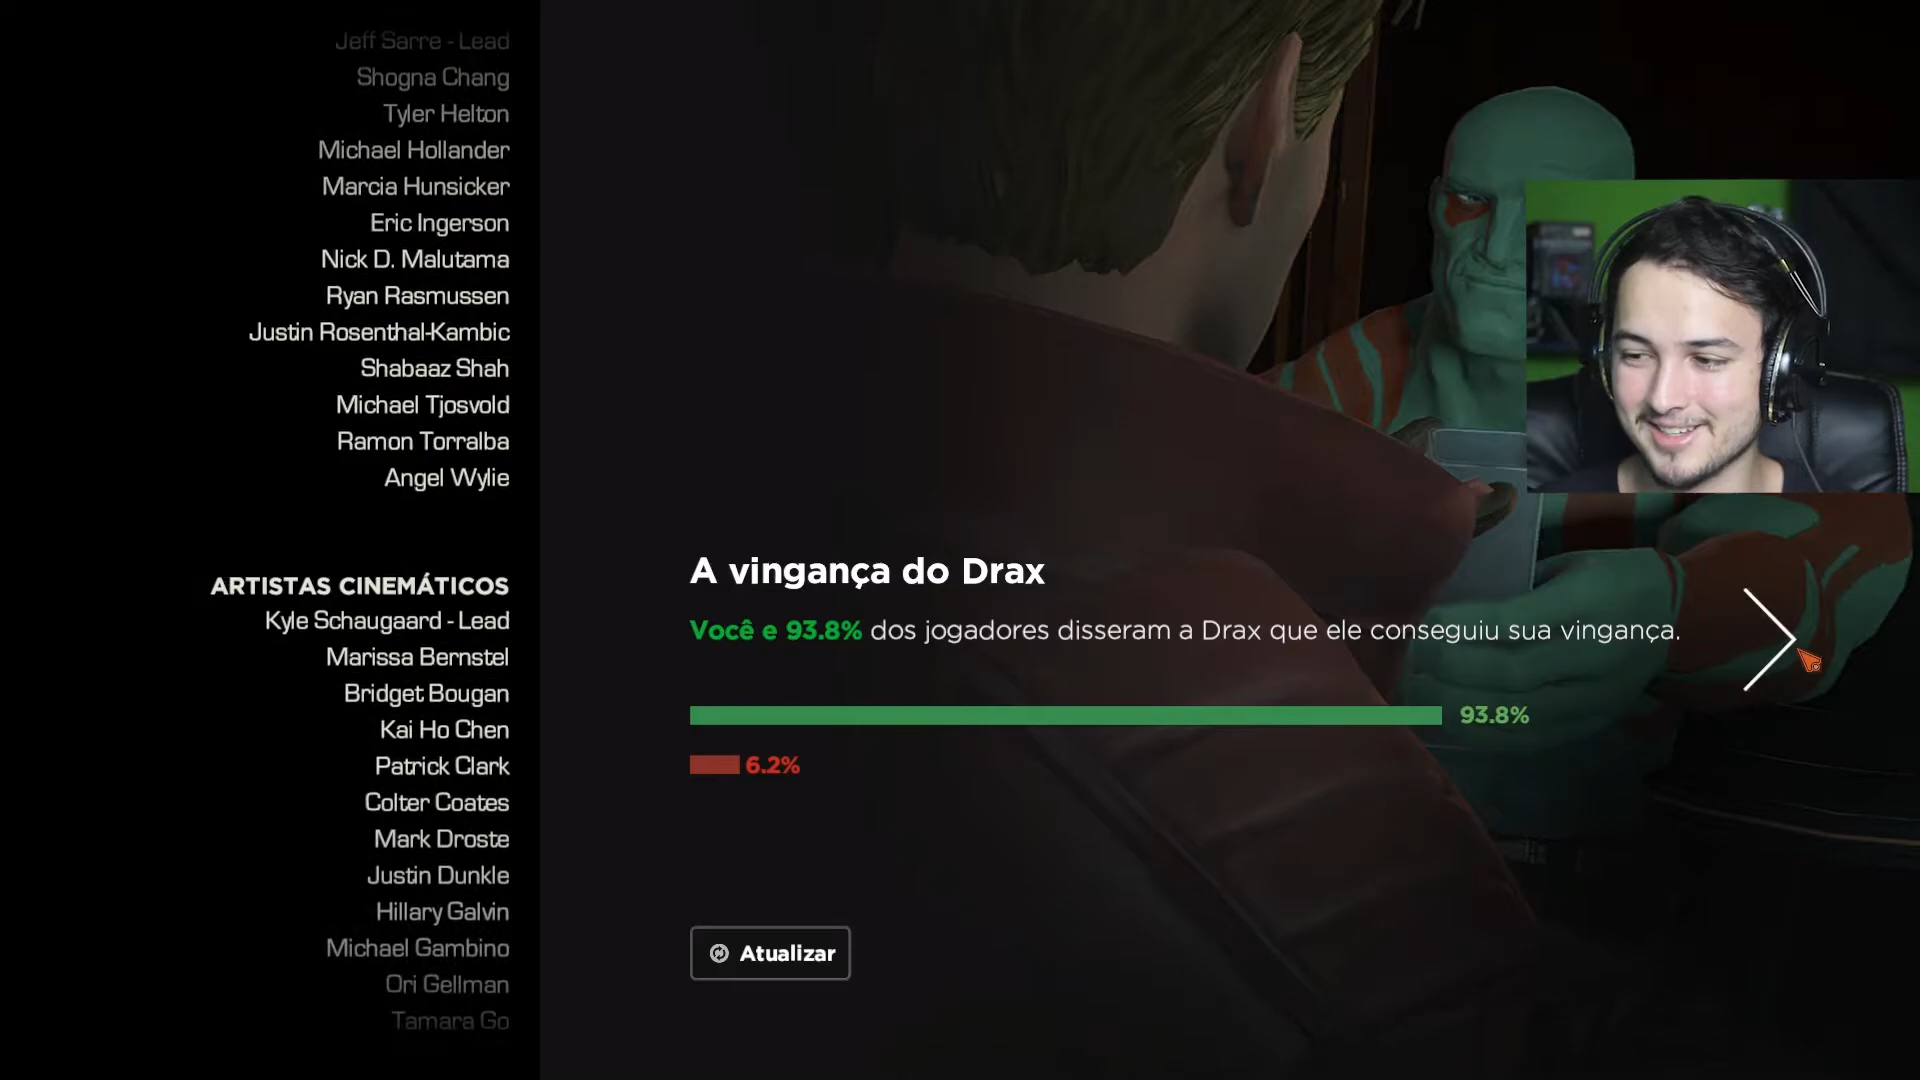 Jeff Sarre - Lead
Shogna Chang
Tyler Helton
Michael Hollander
Marcia Hunsicker
Eric Ingerson
Nick D. Malutama
Ryan Rasmussen
Justin Rosenthal-Kambic
Shabaaz Shah
Michael Tjosvold
Ramon Torralba
Angel Wylie
ARTISTAS CINEMÁTICOS
Kyle Schaugaard - Lead
Marissa Bernstel
Bridget Bougan
Kai Ho Chen
Patrick Clark
Colter Coates
Mark Droste
Justin Dunkle
Hillary Galvin
Michael Gambino
Ori Gellman
Tamara Go
A vingança do Drax
Você e 93.8% dos jogadores disseram a Drax que ele conseguiu sua vingança.
93.8%
6.2%
Atualizar